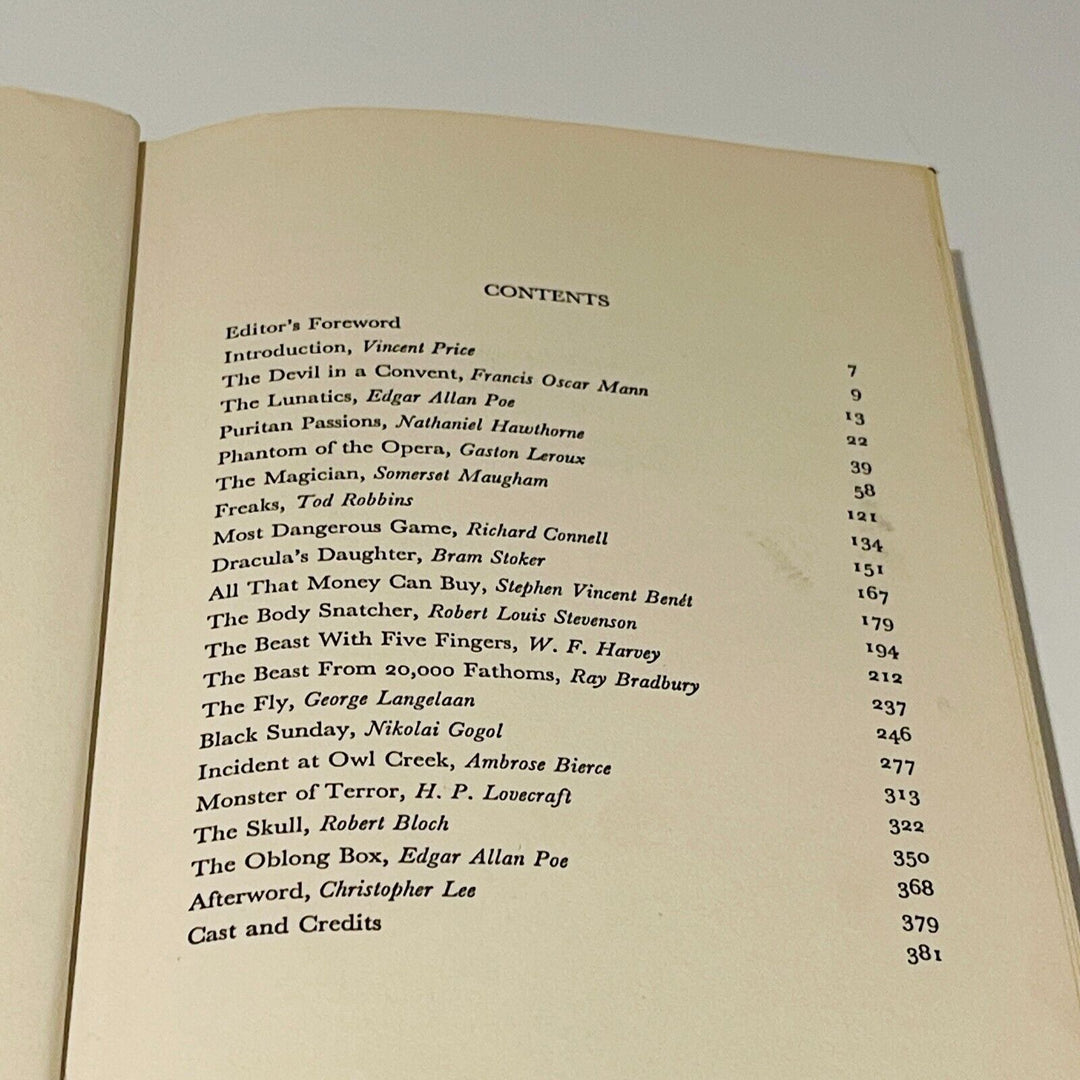 CONTENTS
Editor's Foreword 7
Introduction, Vincent Price 9
The Devil in a Convent, Francis Oscar Mann 13
The Lunatics, Edgar Allan Poe 22
Puritan Passions, Nathaniel Hawthorne 39
Phantom of the Opera, Gaston Leroux 58
The Magician, Somerset Maugham 121
Freaks, Tod Robbins 134
Most Dangerous Game, Richard Connell 151
Dracula's Daughter, Bram Stoker 167
All That Money Can Buy, Stephen Vincent Benét 179
The Body Snatcher, Robert Louis Stevenson 194
The Beast With Five Fingers, W. F. Harvey 212
The Beast From 20,000 Fathoms, Ray Bradbury 237
The Fly, George Langelaan 246
Black Sunday, Nikolai Gogol 277
Incident at Owl Creek, Ambrose Bierce 313
Monster of Terror, H. P. Lovecraft 322
The Skull, Robert Bloch 350
The Oblong Box, Edgar Allan Poe 368
Afterword, Christopher Lee 379
Cast and Credits 381